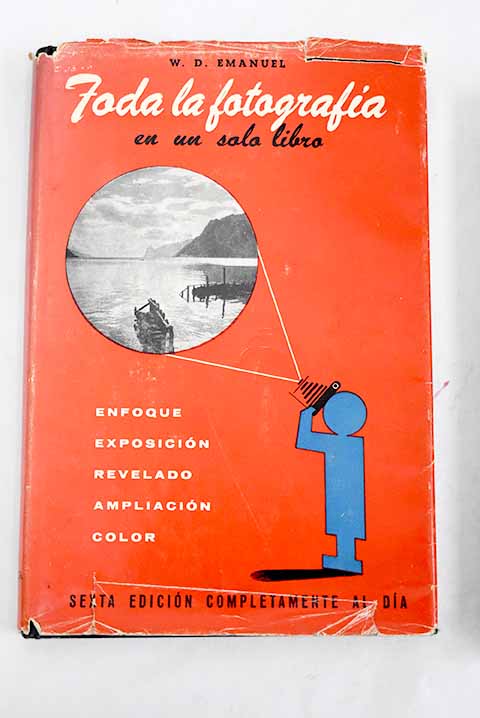 W. D. EMANUEL
Toda la fotografía
en un solo libro
ENFOQUE
EXPOSICIÓN
REVELADO
AMPLIACIÓN
COLOR
SEXTA EDICIÓN COMPLETAMENTE AL DÍA